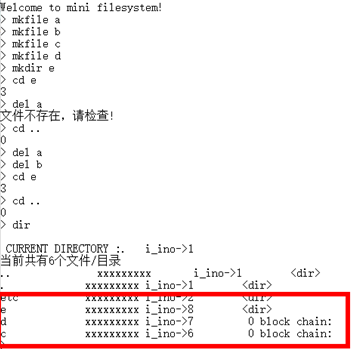 Welcome to mini filesystem!
> mkfile a
> mkfile b
> mkfile c
> mkfile d
> mkdir e
> cd e
3
> del a
文件不存在，请检查!
> cd ..
0
> del a
> del b
> cd e
3
> cd ..
0
> dir
CURRENT DIRECTORY :. i_ino->1
当前共有6个文件/目录
.. xxxxxxxxx i_ino->1 <dir>
. xxxxxxxxx i_ino->1 <dir>
etc xxxxxxxxx i_ino->2 <dir>
e xxxxxxxxx i_ino->8 <dir>
d xxxxxxxxx i_ino->7 0 block chain:
c xxxxxxxxx i_ino->6 0 block chain: